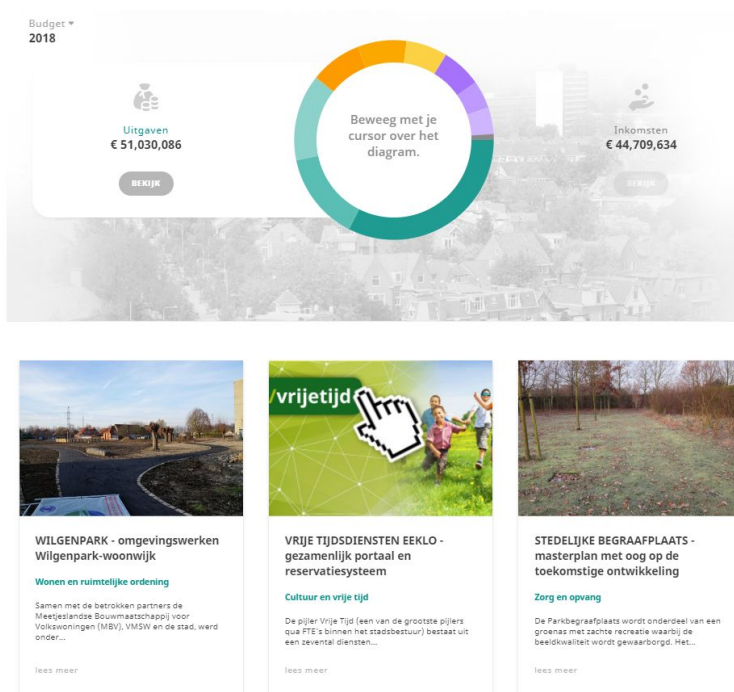 Budget
2018
Uitgaven
€ 51,030,086
BEKIJK
Beweeg met je
cursor over het
diagram.
Inkomsten
€ 44,709,634
BEKIJK
/vrijetijd
WILGENPARK - omgevingswerken
Wilgenpark-woonwijk
Wonen en ruimtelijke ordening
Samen met de betrokken partners de
Meetjeslandse Bouwmaatschappij voor
Volkswoningen (MBV), VMSW en de stad, werd
onder...
lees meer
VRIJE TIJDSDIENSTEN EEKLO -
gezamenlijk portaal en
reservatiesysteem
Cultuur en vrije tijd
De pijler Vrije Tijd (een van de grootste pijlers
qua FTE's binnen het stadsbestuur) bestaat uit
een zevental diensten...
lees meer
STEDELIJKE BEGRAAFPLAATS -
masterplan met oog op de
toekomstige ontwikkeling
Zorg en opvang
De Parkbegraafplaats wordt onderdeel van een
groenas met zachte recreatie waarbij de
beeldkwaliteit wordt gewaarborgd. Het...
lees meer